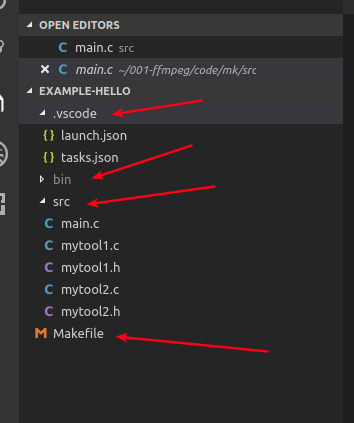 OPEN EDITORS
C main.c src
C main.c ~/001-ffmpeg/code/mk/src
EXAMPLE-HELLO
.vscode
{} launch.json
{} tasks.json
bin
src
C main.c
C mytool1.c
C mytool1.h
C mytool2.c
C mytool2.h
M Makefile